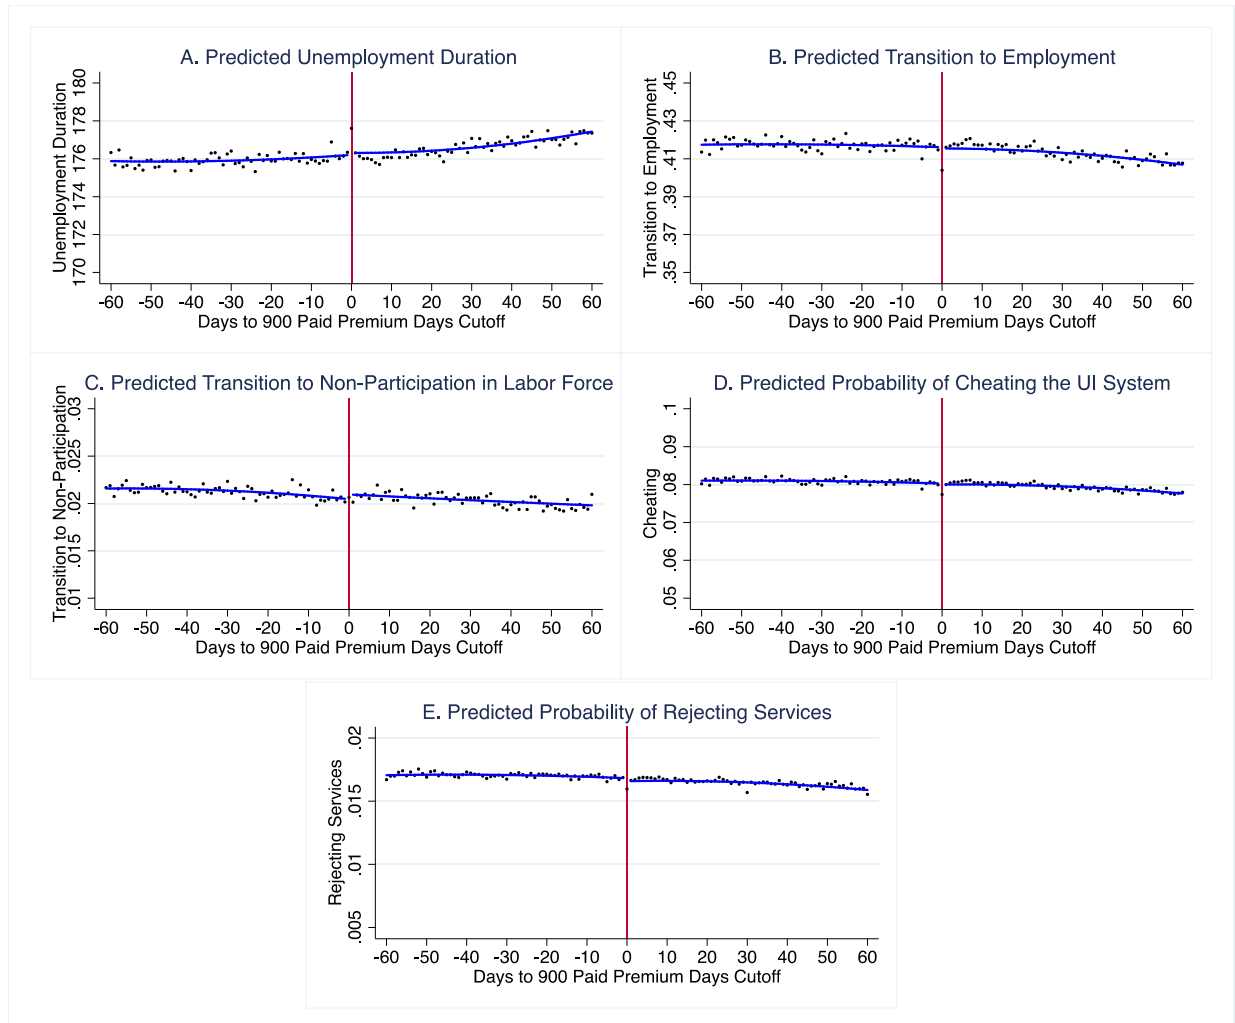 A. Predicted Unemployment Duration
Unemployment Duration
180
178
176
174
172
170
-60 -50 -40 -30 -20 -10 0 10 20 30 40 50 60
Days to 900 Paid Premium Days Cutoff
B. Predicted Transition to Employment
Transition to Employment
.45
.43
.41
.39
.37
.35
-60 -50 -40 -30 -20 -10 0 10 20 30 40 50 60
Days to 900 Paid Premium Days Cutoff
C. Predicted Transition to Non-Participation in Labor Force
Transition to Non-Participation
.03
.025
.02
.015
.01
-60 -50 -40 -30 -20 -10 0 10 20 30 40 50 60
Days to 900 Paid Premium Days Cutoff
D. Predicted Probability of Cheating the UI System
Cheating
.1
.09
.08
.07
.06
.05
-60 -50 -40 -30 -20 -10 0 10 20 30 40 50 60
Days to 900 Paid Premium Days Cutoff
E. Predicted Probability of Rejecting Services
Rejecting Services
.02
.015
.01
.005
-60 -50 -40 -30 -20 -10 0 10 20 30 40 50 60
Days to 900 Paid Premium Days Cutoff